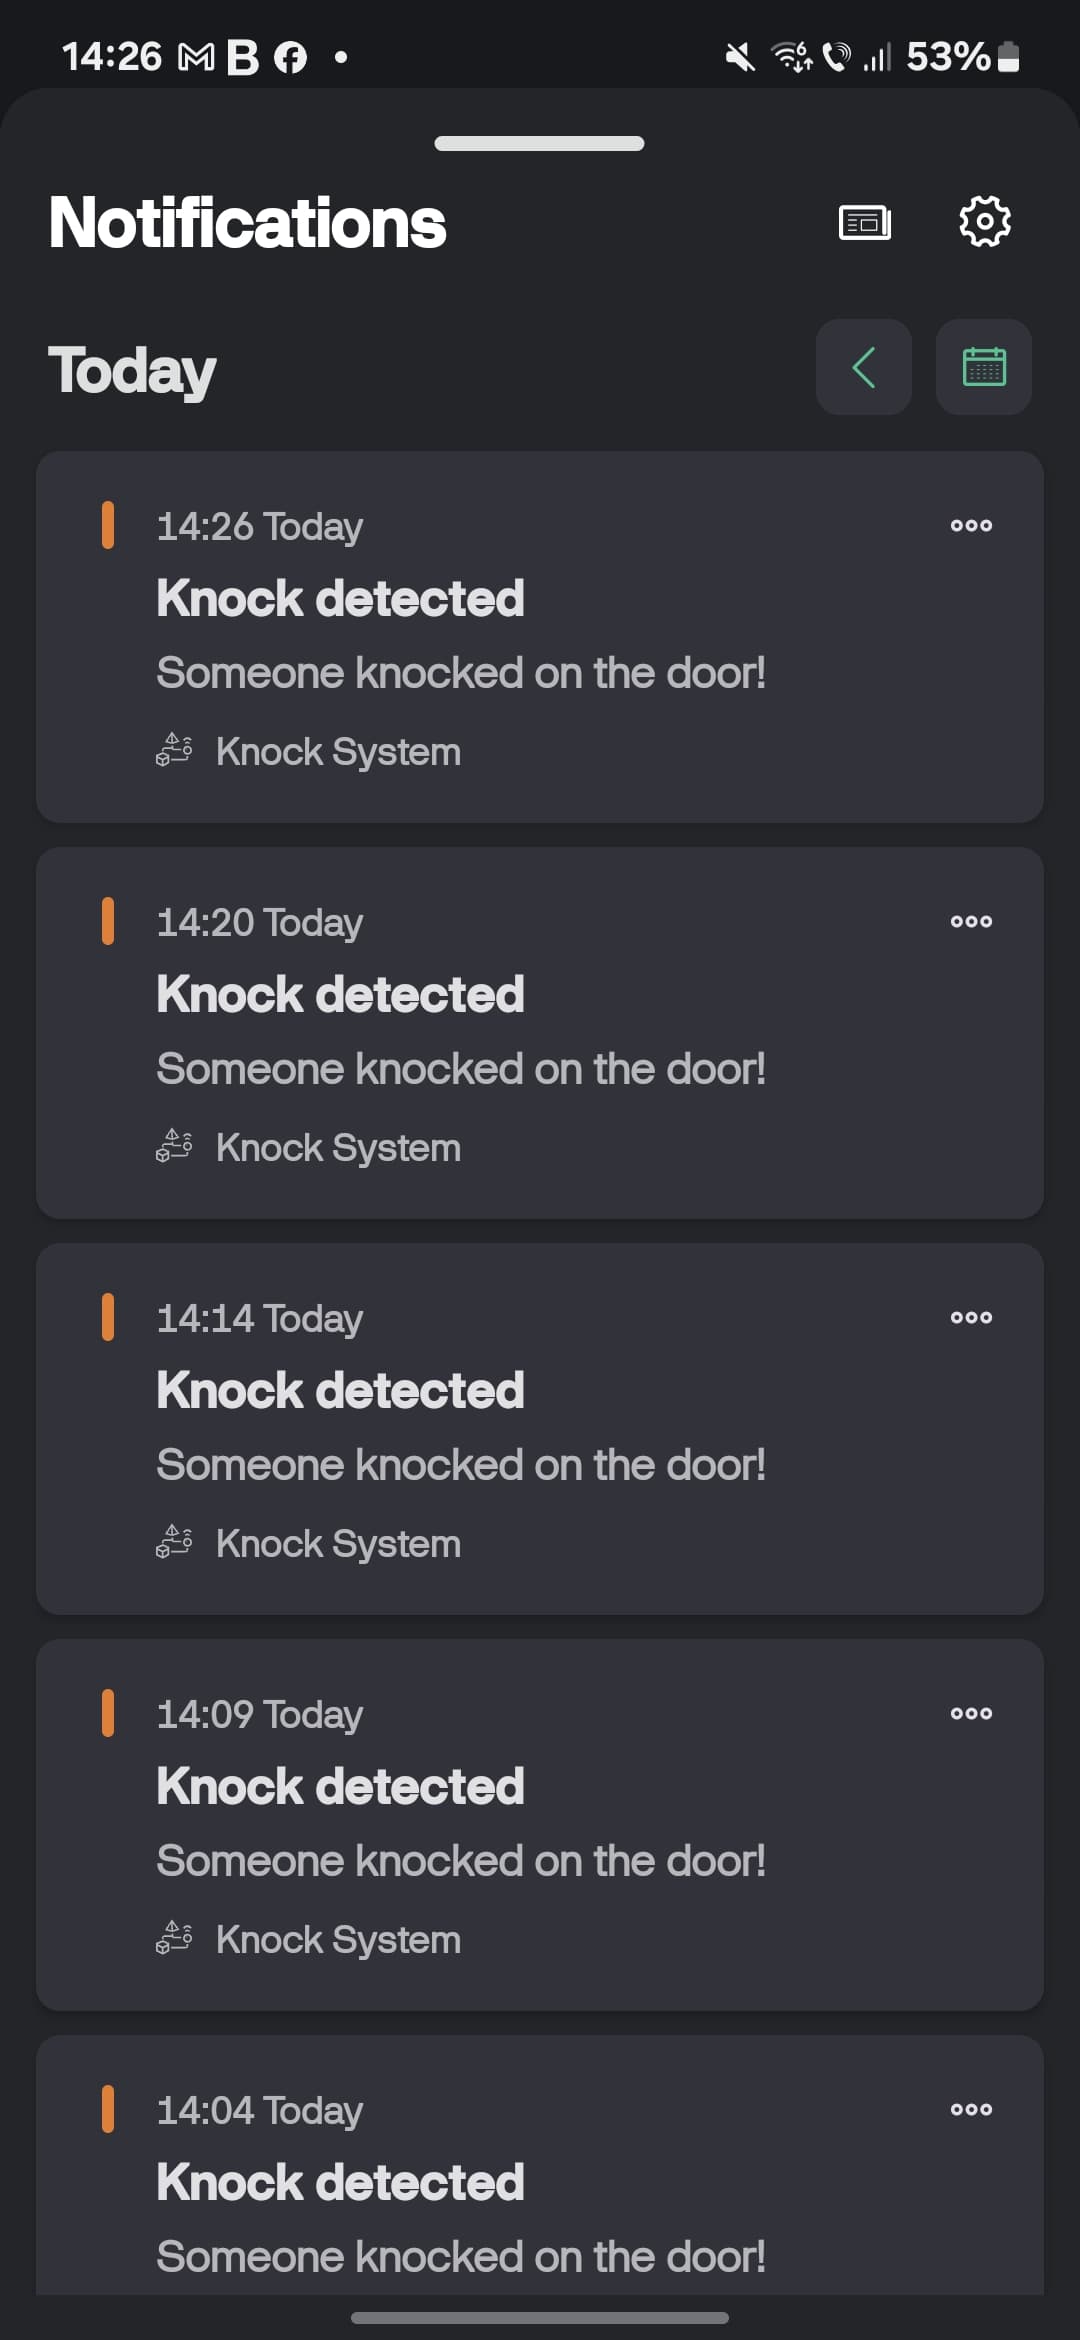 14:26
53%
Notifications
Today
14:26 Today
Knock detected
Someone knocked on the door!
Knock System
14:20 Today
Knock detected
Someone knocked on the door!
Knock System
14:14 Today
Knock detected
Someone knocked on the door!
Knock System
14:09 Today
Knock detected
Someone knocked on the door!
Knock System
14:04 Today
Knock detected
Someone knocked on the door!